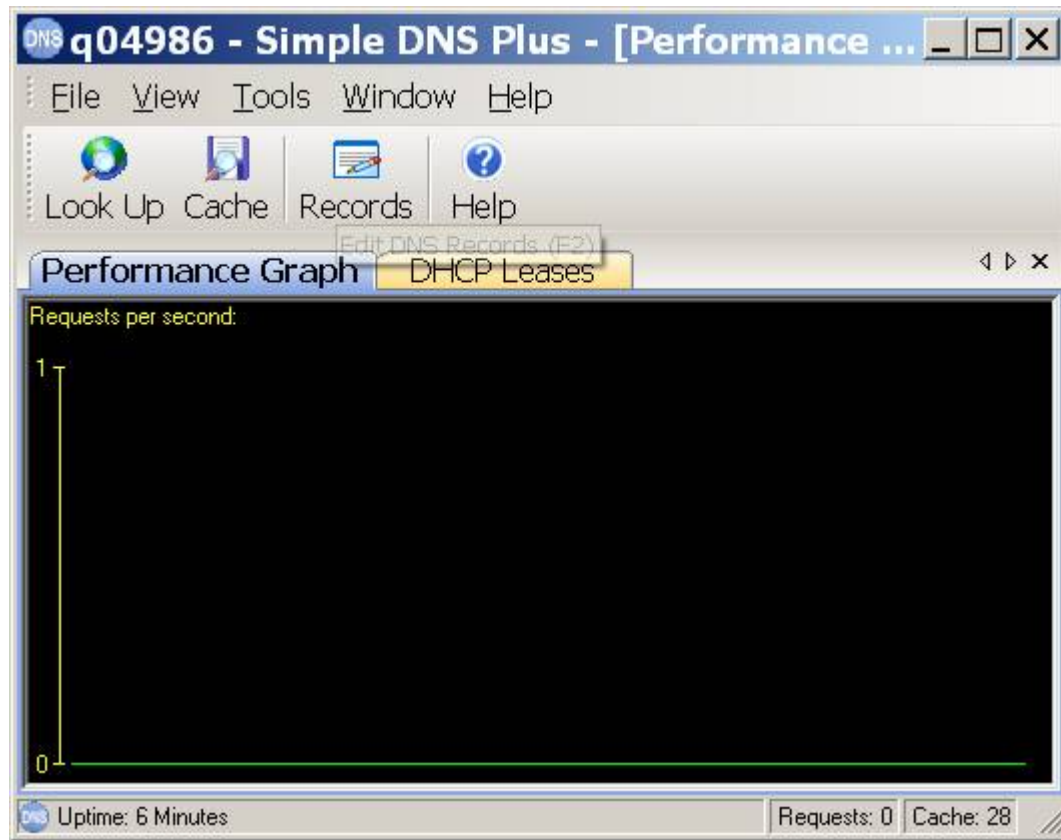 DNS q04986 - Simple DNS Plus - [Performance ...
File View Tools Window Help
Look Up Cache Records Help
Edit DNS Records (F2)
Performance Graph DHCP Leases
Requests per second:
1
0
DNS Uptime: 6 Minutes Requests: 0 Cache: 28